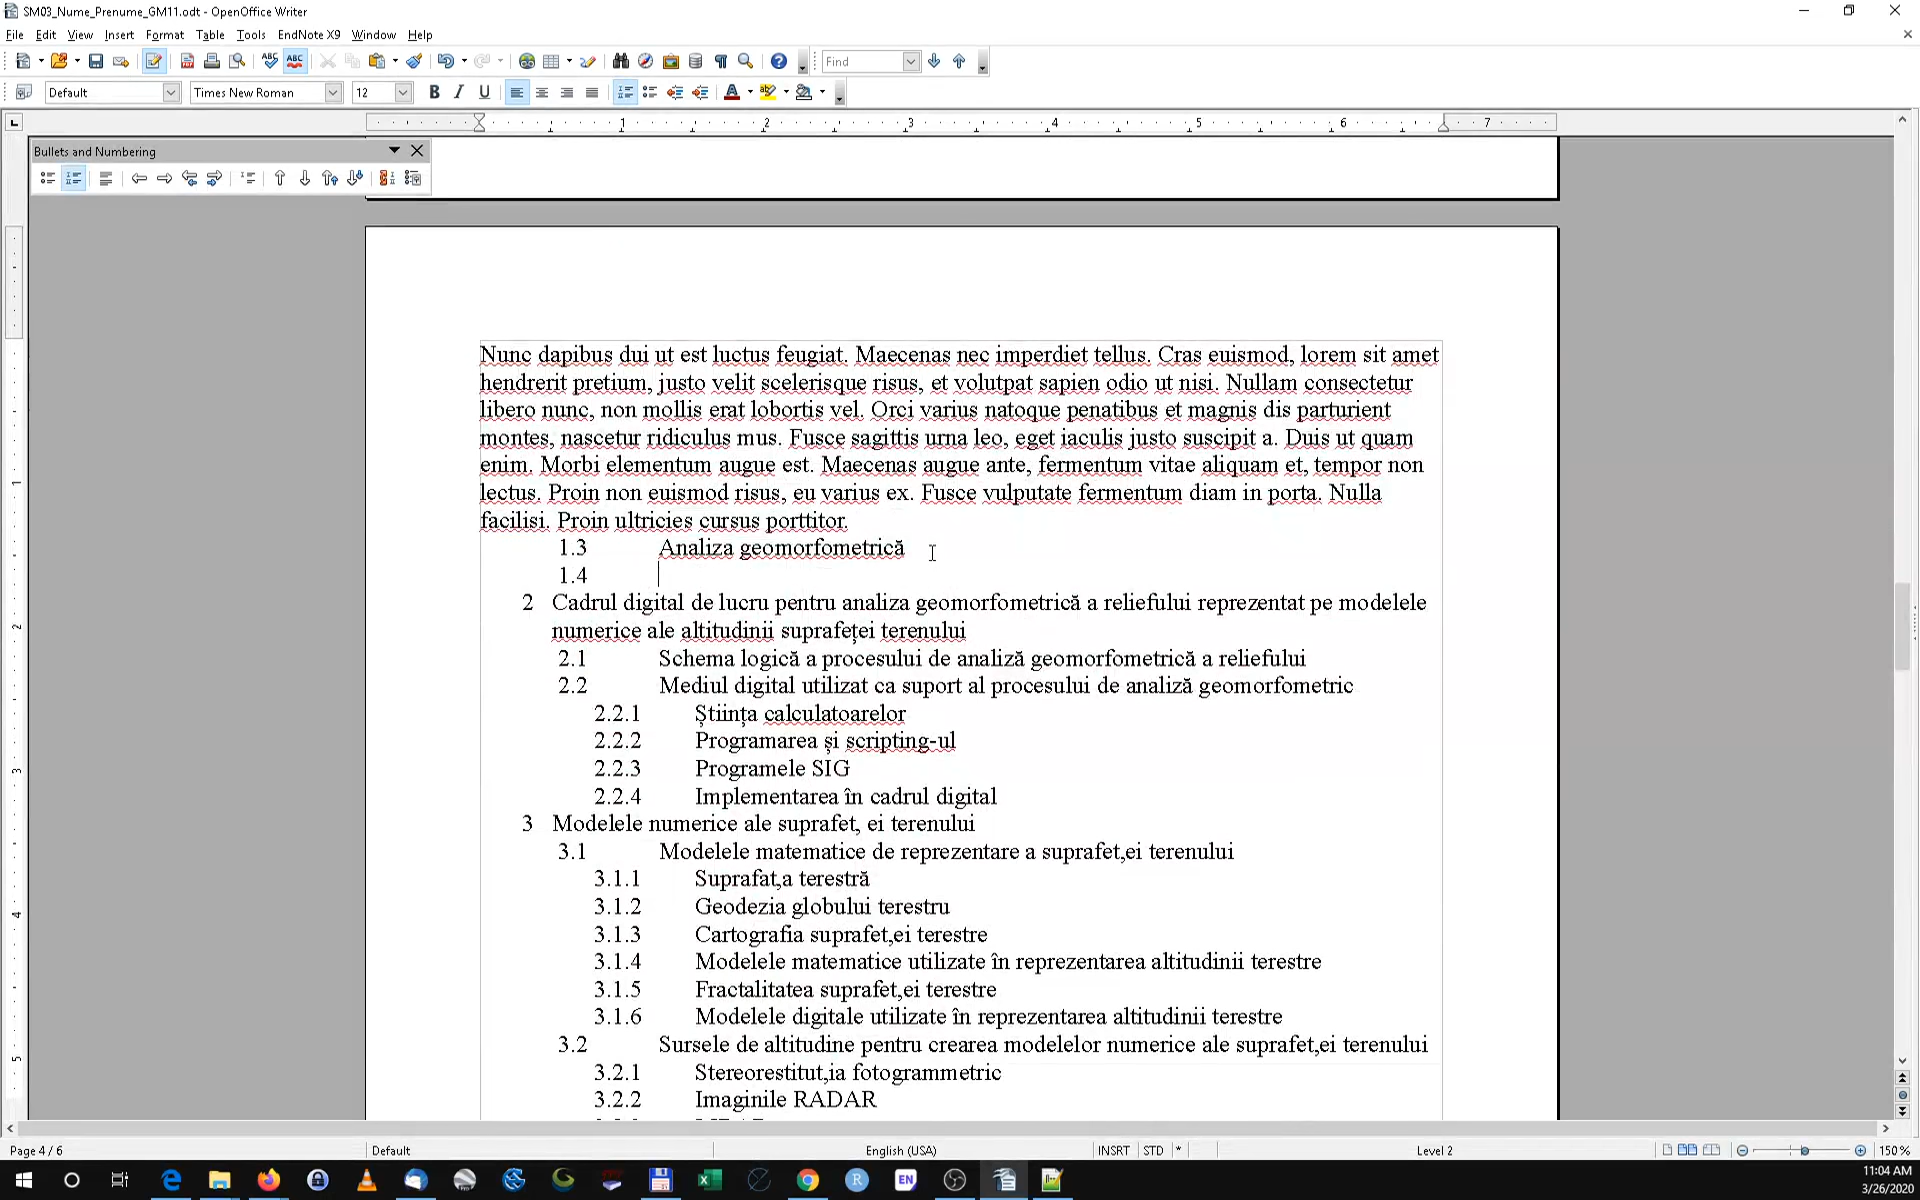 SM03_Nume_Prenume_GM11.odt - OpenOffice Writer
File Edit View Insert Format Table Tools EndNote X9 Window Help
Find
Default Times New Roman 12
1 2 3 4 5 6 7
Bullets and Numbering
Nunc dapibus dui ut est luctus feugiat. Maecenas nec imperdiet tellus. Cras euismod, lorem sit amet
hendrerit pretium, justo velit scelerisque risus, et volutpat sapien odio ut nisi. Nullam consectetur
libero nunc, non mollis erat lobortis vel. Orci varius natoque penatibus et magnis dis parturient
montes, nascetur ridiculus mus. Fusce sagittis urna leo, eget iaculis justo suscipit a. Duis ut quam
enim. Morbi elementum augue est. Maecenas augue ante, fermentum vitae aliquam et, tempor non
lectus. Proin non euismod risus, eu varius ex. Fusce vulputate fermentum diam in porta. Nulla
facilisi. Proin ultricies cursus porttitor.
1.3 Analiza geomorfometrică
1.4
2 Cadrul digital de lucru pentru analiza geomorfometrică a reliefului reprezentat pe modelele
numerice ale altitudinii suprafeței terenului
2.1 Schema logică a procesului de analiză geomorfometrică a reliefului
2.2 Mediul digital utilizat ca suport al procesului de analiză geomorfometric
2.2.1 Știința calculatoarelor
2.2.2 Programarea și scripting-ul
2.2.3 Programele SIG
2.2.4 Implementarea în cadrul digital
3 Modelele numerice ale suprafet, ei terenului
3.1 Modelele matematice de reprezentare a suprafet,ei terenului
3.1.1 Suprafat,a terestră
3.1.2 Geodezia globului terestru
3.1.3 Cartografia suprafet,ei terestre
3.1.4 Modelele matematice utilizate în reprezentarea altitudinii terestre
3.1.5 Fractalitatea suprafet,ei terestre
3.1.6 Modelele digitale utilizate în reprezentarea altitudinii terestre
3.2 Sursele de altitudine pentru crearea modelelor numerice ale suprafet,ei terenului
3.2.1 Stereorestitut,ia fotogrammetric
3.2.2 Imaginile RADAR
Page 4 / 6 Default English (USA) INSRT STD * Level 2 150%
EN
11:04 AM
3/26/2020